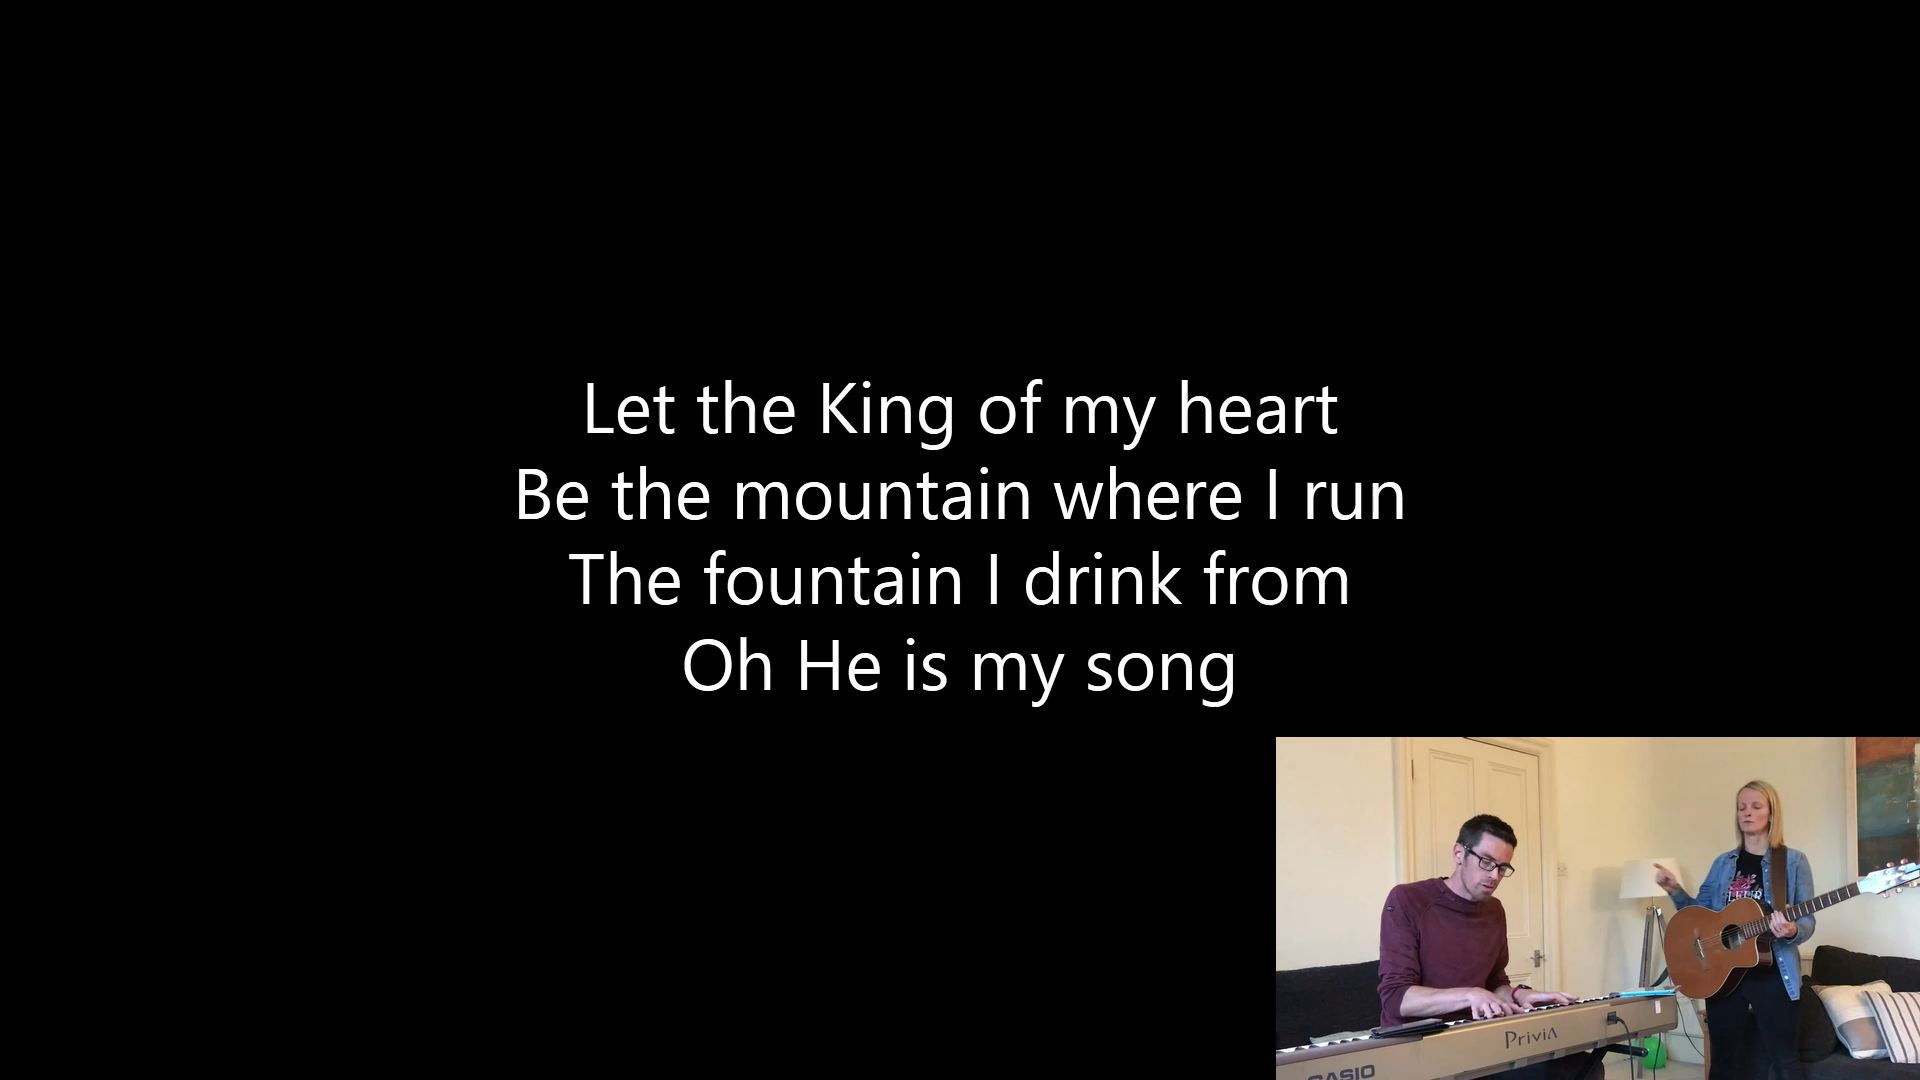 Let the King of my heart
Be the mountain where I run
The fountain I drink from
Oh He is my song
PriviA
CASIO